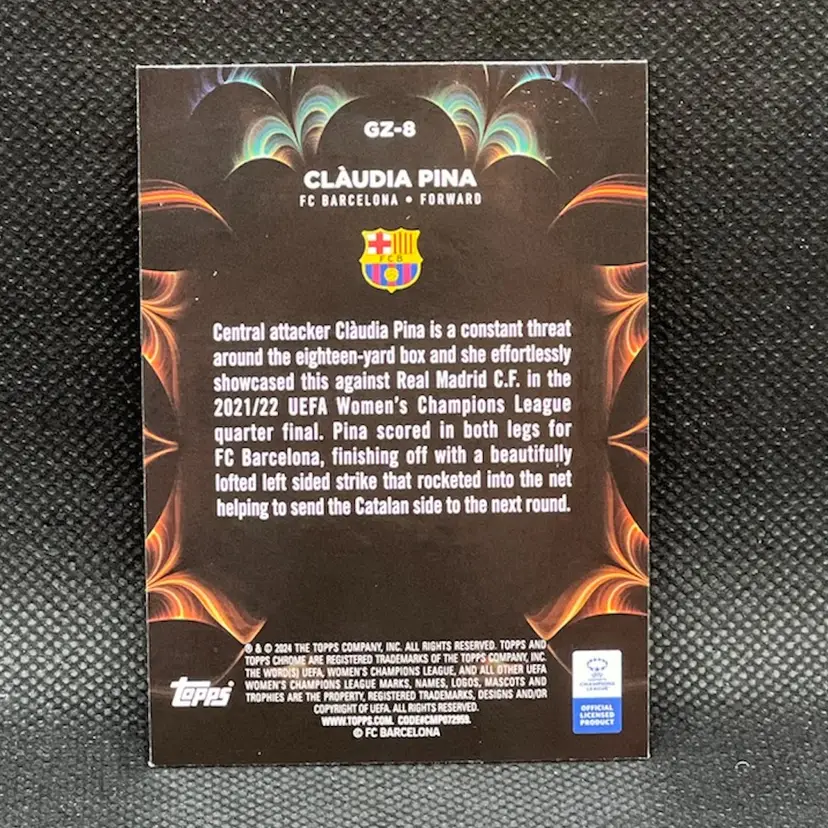 GZ-8
CLÀUDIA PINA
FC BARCELONA • FORWARD
FCB
Central attacker Clàudia Pina is a constant threat
around the eighteen-yard box and she effortlessly
showcased this against Real Madrid C.F. in the
2021/22 UEFA Women's Champions League
quarter final. Pina scored in both legs for
FC Barcelona, finishing off with a beautifully
lofted left sided strike that rocketed into the net
helping to send the Catalan side to the next round.
® & © 2024 THE TOPPS COMPANY, INC. ALL RIGHTS RESERVED. TOPPS AND
TOPPS CHROME ARE REGISTERED TRADEMARKS OF THE TOPPS COMPANY, INC.
THE WORD(S) UEFA, WOMEN'S CHAMPIONS LEAGUE, AND ALL OTHER UEFA
WOMEN'S CHAMPIONS LEAGUE MARKS, NAMES, LOGOS, MASCOTS AND
TROPHIES ARE THE PROPERTY, REGISTERED TRADEMARKS, DESIGNS AND/OR
COPYRIGHT OF UEFA. ALL RIGHTS RESERVED.
WWW.TOPPS.COM. CODE#CMP072959.
© FC BARCELONA
topps
CHAMPIONS
LEAGUE
OFFICIAL
LICENSED
PRODUCT